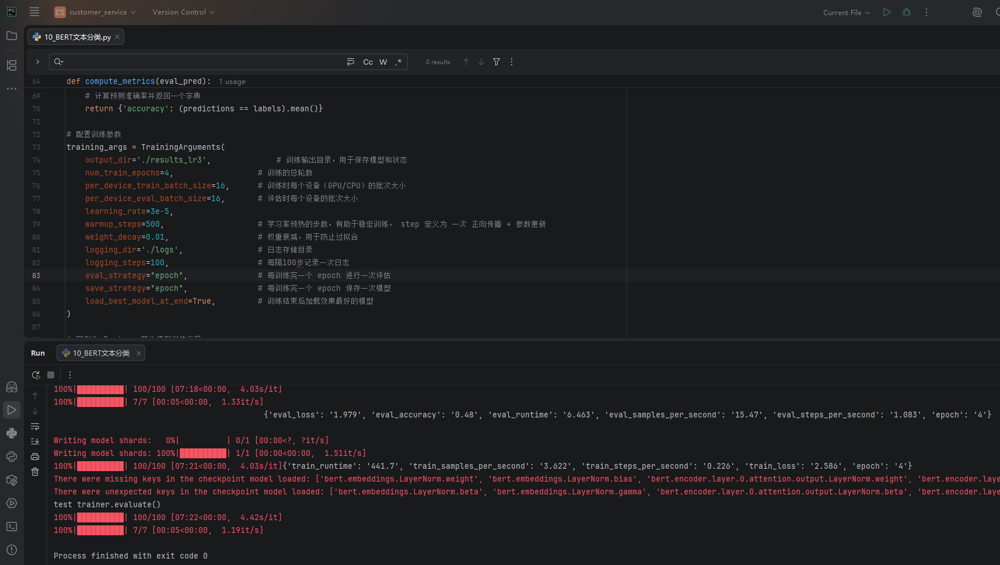 PC
CS customer_service Version Control Current File
10_BERT文本分类.py
Cc W .* 0 results
64 def compute_metrics(eval_pred): 1 usage
69 # 计算预测准确率并返回一个字典
70 return {'accuracy': (predictions == labels).mean()}
71
72 # 配置训练参数
73 training_args = TrainingArguments(
74 output_dir='./results_lr3', # 训练输出目录，用于保存模型和状态
75 num_train_epochs=4, # 训练的总轮数
76 per_device_train_batch_size=16, # 训练时每个设备（GPU/CPU）的批次大小
77 per_device_eval_batch_size=16, # 评估时每个设备的批次大小
78 learning_rate=3e-5,
79 warmup_steps=500, # 学习率预热的步数，有助于稳定训练， step 定义为 一次 正向传播 + 参数更新
80 weight_decay=0.01, # 权重衰减，用于防止过拟合
81 logging_dir='./logs', # 日志存储目录
82 logging_steps=100, # 每隔100步记录一次日志
83 eval_strategy="epoch", # 每训练完一个 epoch 进行一次评估
84 save_strategy="epoch", # 每训练完一个 epoch 保存一次模型
85 load_best_model_at_end=True, # 训练结束后加载效果最好的模型
86 )
87
Run 10_BERT文本分类
100%|██████████| 100/100 [07:18<00:00, 4.03s/it]
100%|██████████| 7/7 [00:05<00:00, 1.33it/s]
{'eval_loss': '1.979', 'eval_accuracy': '0.48', 'eval_runtime': '6.463', 'eval_samples_per_second': '15.47', 'eval_steps_per_second': '1.083', 'epoch': '4'}
Writing model shards: 0%| | 0/1 [00:00<?, ?it/s]
Writing model shards: 100%|██████████| 1/1 [00:00<00:00, 1.51it/s]
100%|██████████| 100/100 [07:21<00:00, 4.03s/it]{'train_runtime': '441.7', 'train_samples_per_second': '3.622', 'train_steps_per_second': '0.226', 'train_loss': '2.586', 'epoch': '4'}
There were missing keys in the checkpoint model loaded: ['bert.embeddings.LayerNorm.weight', 'bert.embeddings.LayerNorm.bias', 'bert.encoder.layer.0.attention.output.LayerNorm.weight', 'bert.encoder.laye
There were unexpected keys in the checkpoint model loaded: ['bert.embeddings.LayerNorm.beta', 'bert.embeddings.LayerNorm.gamma', 'bert.encoder.layer.0.attention.output.LayerNorm.beta', 'bert.encoder.laye
test trainer.evaluate()
100%|██████████| 100/100 [07:22<00:00, 4.42s/it]
100%|██████████| 7/7 [00:05<00:00, 1.19it/s]
Process finished with exit code 0